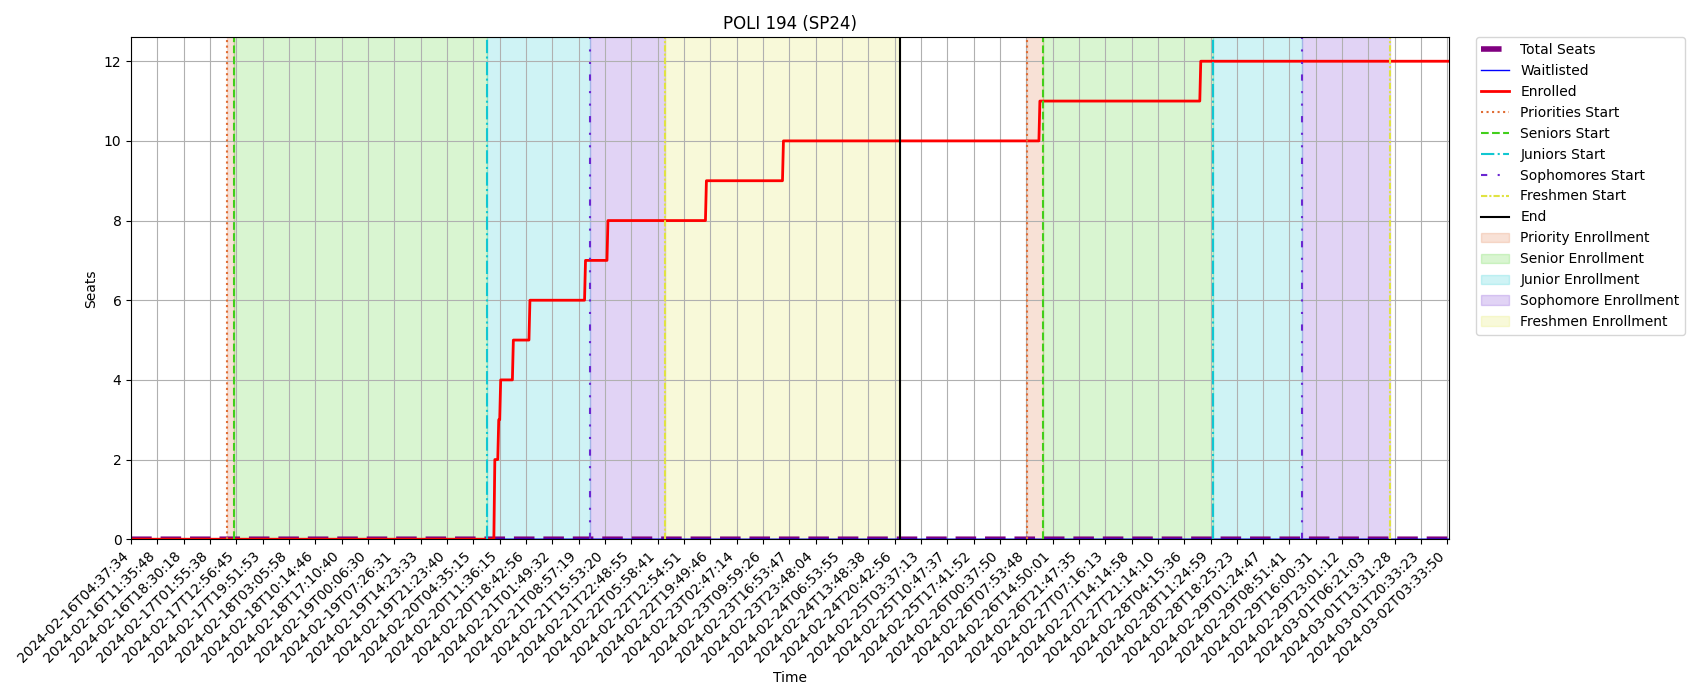 POLI 194 (SP24)
Seats
12
10
8
6
4
2
0
2024-02-16T04:37:34
2024-02-16T11:35:48
2024-02-16T18:30:18
2024-02-17T01:55:38
2024-02-17T12:56:45
2024-02-17T19:51:53
2024-02-18T03:05:58
2024-02-18T10:14:46
2024-02-18T17:10:40
2024-02-19T00:06:30
2024-02-19T07:26:31
2024-02-19T14:23:33
2024-02-19T21:23:40
2024-02-20T04:35:15
2024-02-20T11:36:15
2024-02-20T18:42:56
2024-02-21T01:49:32
2024-02-21T08:57:19
2024-02-21T15:53:20
2024-02-21T22:48:55
2024-02-22T05:58:41
2024-02-22T12:54:51
2024-02-22T19:49:46
2024-02-23T02:47:14
2024-02-23T09:59:26
2024-02-23T16:53:47
2024-02-23T23:48:04
2024-02-24T06:53:55
2024-02-24T13:48:38
2024-02-24T20:42:56
2024-02-25T03:37:13
2024-02-25T10:47:37
2024-02-25T17:41:52
2024-02-26T00:37:50
2024-02-26T07:53:48
2024-02-26T14:50:01
2024-02-26T21:47:35
2024-02-27T07:16:13
2024-02-27T14:14:58
2024-02-27T21:14:10
2024-02-28T04:15:36
2024-02-28T11:24:59
2024-02-28T18:25:23
2024-02-29T01:24:47
2024-02-29T08:51:41
2024-02-29T16:00:31
2024-02-29T23:01:12
2024-03-01T06:21:03
2024-03-01T13:31:28
2024-03-01T20:33:23
2024-03-02T03:33:50
Time
Total Seats
Waitlisted
Enrolled
Priorities Start
Seniors Start
Juniors Start
Sophomores Start
Freshmen Start
End
Priority Enrollment
Senior Enrollment
Junior Enrollment
Sophomore Enrollment
Freshmen Enrollment